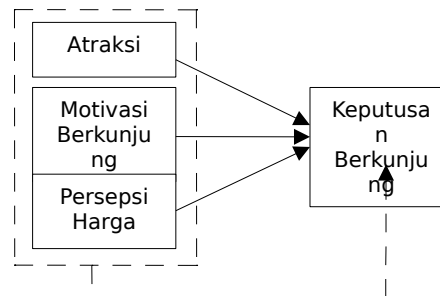 Atraksi
Motivasi
Berkunju
ng
Persepsi
Harga
Keputusa
n
Berkunju
ng